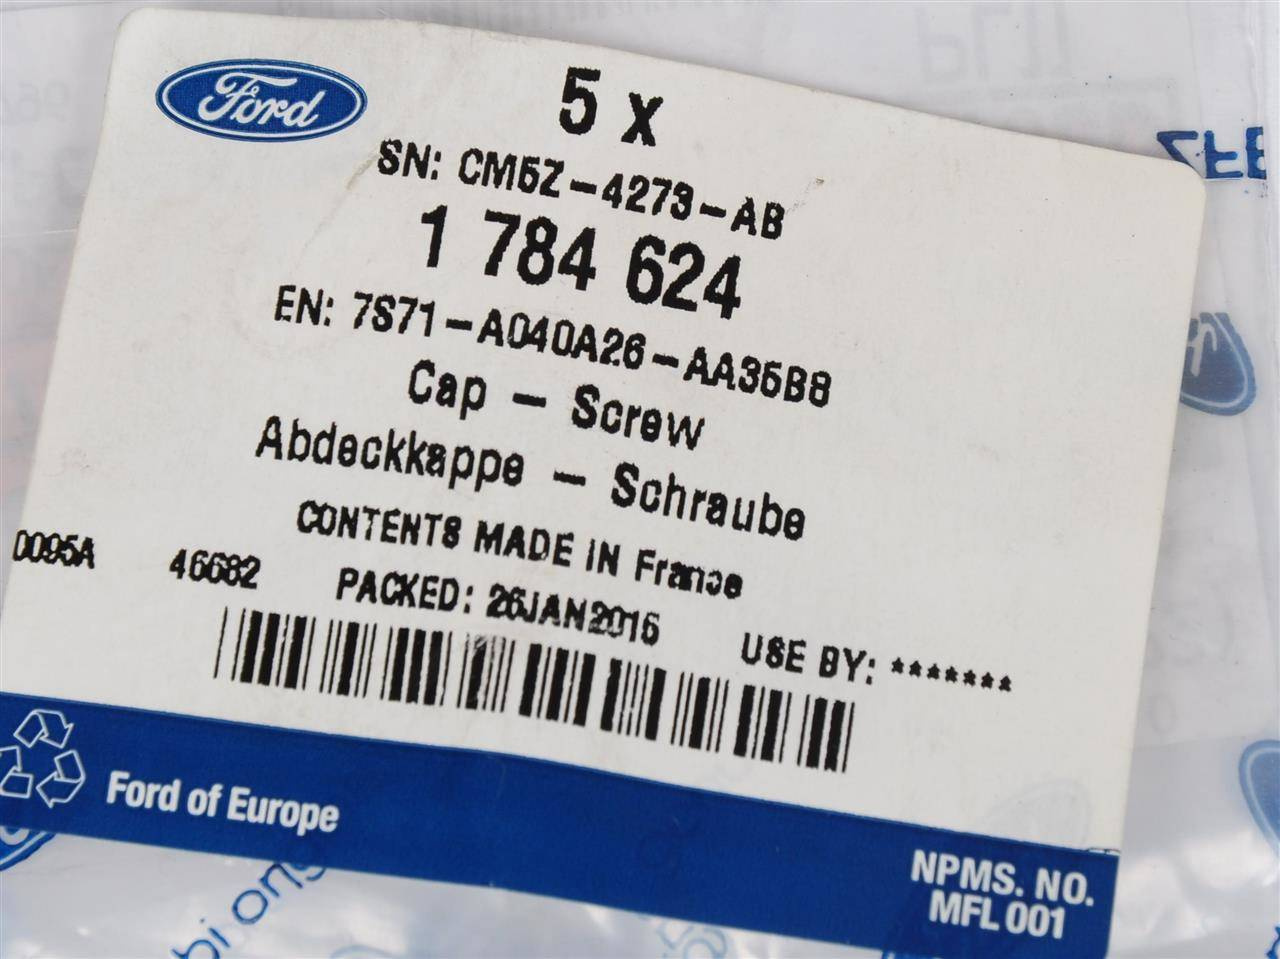 Ford
5 x
SN: CM5Z-4273-AB
1 784 624
EN: 7S71-A040A26-AA35B8
Cap - Screw
Abdeckkappe - Schraube
CONTENTS MADE IN France
0095A 46682 PACKED: 26JAN2015 USE BY: *******
Ford of Europe
NPMS. NO.
MFL 001